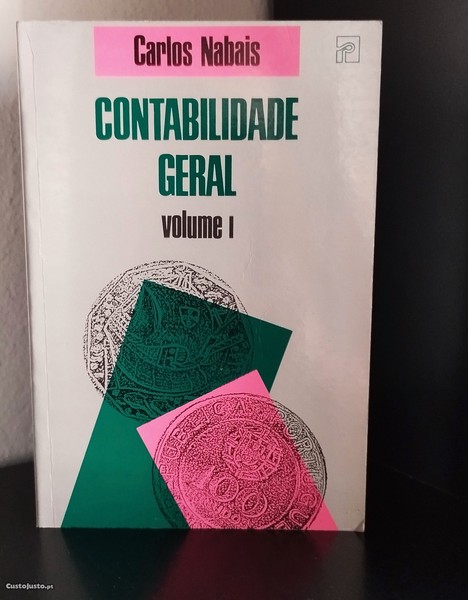 Carlos Nabais
CONTABILIDADE
GERAL
volume I
CustoJusto.pt